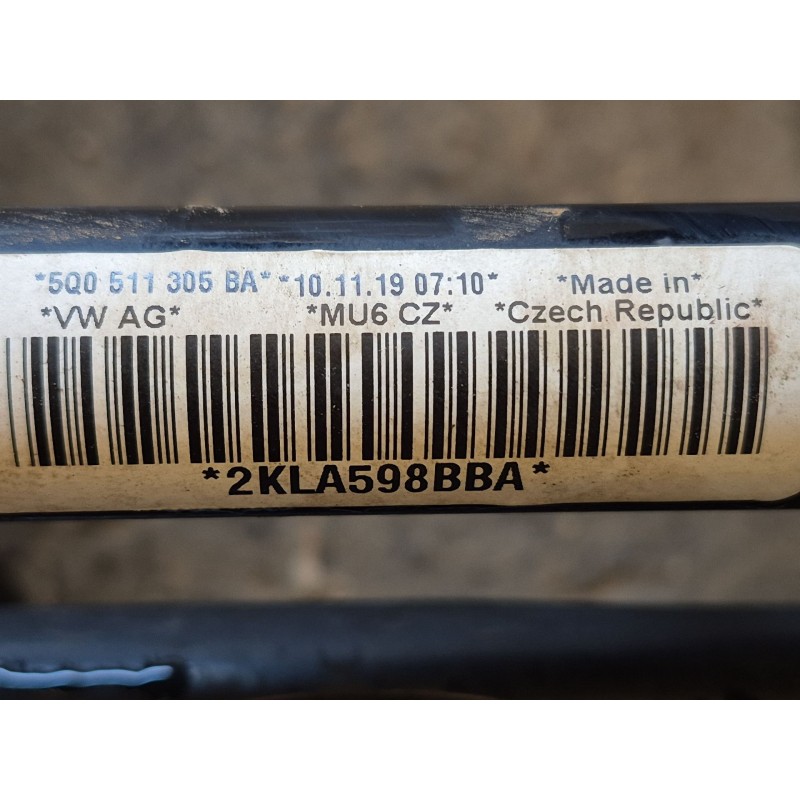 *5Q0 511 305 BA* *10.11.19 07:10* *Made in*
*VW AG* *MU6 CZ* *Czech Republic*
*2KLA598BBA*